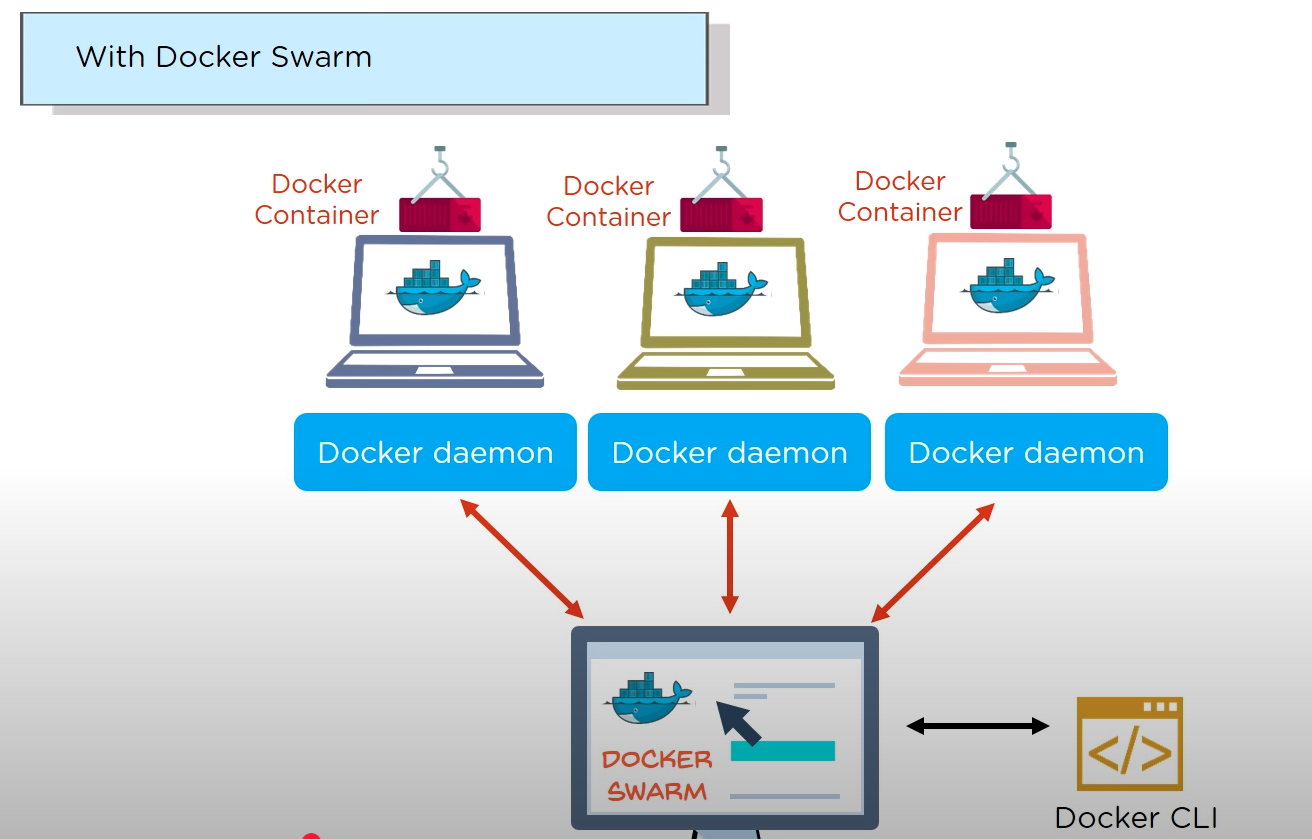 With Docker Swarm
Docker
Container
Docker
Container
Docker
Container
Docker daemon
Docker daemon
Docker daemon
DOCKER
SWARM
</>
Docker CLI